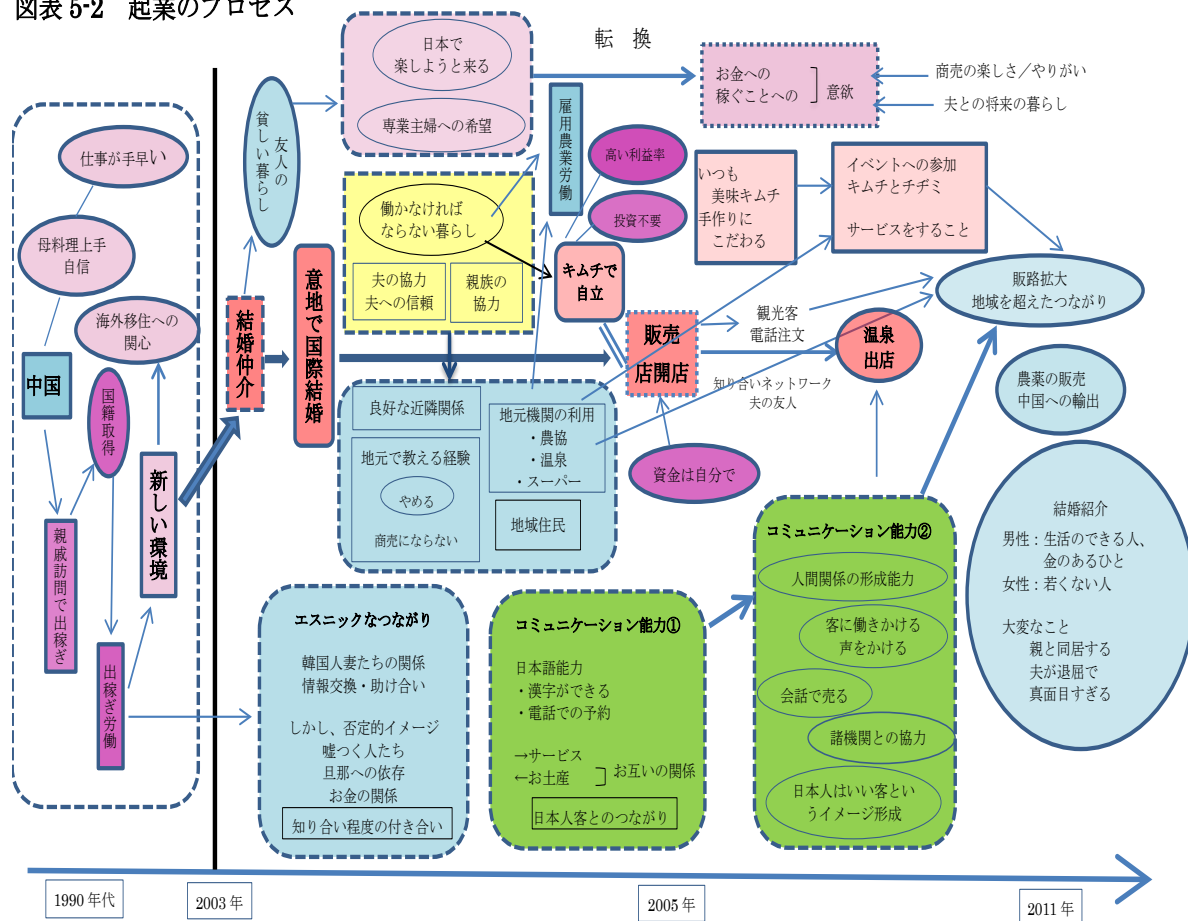 図表 5-2　起業のプロセス
仕事が手早い
母料理上手
自信
海外移住への
関心
中国
国籍取得
新しい環境
親戚訪問で出稼ぎ
出稼ぎ労働
友人の
貧しい暮らし
結婚仲介
意地で国際結婚
日本で
楽しようと来る
専業主婦への希望
転　換
お金への
稼ぐことへの
意欲
商売の楽しさ／やりがい
夫との将来の暮らし
働かなければ
ならない暮らし
夫の協力
夫への信頼
親族の
協力
雇用農業労働
高い利益率
投資不要
キムチで
自立
いつも
美味キムチ
手作りに
こだわる
イベントへの参加
キムチとチヂミ
サービスをすること
販売
店開店
観光客
電話注文
知り合いネットワーク
夫の友人
温泉
出店
販路拡大
地域を超えたつながり
農薬の販売
中国への輸出
資金は自分で
良好な近隣関係
地元で教える経験
やめる
商売にならない
地元機関の利用
・農協
・温泉
・スーパー
地域住民
エスニックなつながり
韓国人妻たちの関係
情報交換・助け合い
しかし、否定的イメージ
嘘つく人たち
旦那への依存
お金の関係
知り合い程度の付き合い
コミュニケーション能力①
日本語能力
・漢字ができる
・電話での予約
→サービス
←お土産
お互いの関係
日本人客とのつながり
コミュニケーション能力②
人間関係の形成能力
客に働きかける
声をかける
会話で売る
諸機関との協力
日本人はいい客とい
うイメージ形成
結婚紹介
男性：生活のできる人、
金のあるひと
女性：若くない人
大変なこと
親と同居する
夫が退屈で
真面目すぎる
1990 年代
2003 年
2005 年
2011 年